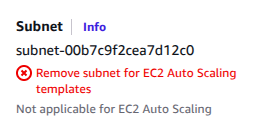 Subnet Info
subnet-00b7c9f2cea7d12c0
Remove subnet for EC2 Auto Scaling
templates
Not applicable for EC2 Auto Scaling